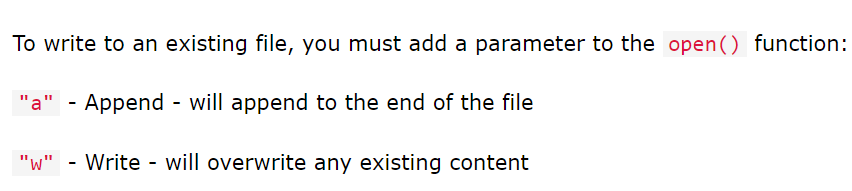 To write to an existing file, you must add a parameter to the open() function:
"a" - Append - will append to the end of the file
"w" - Write - will overwrite any existing content